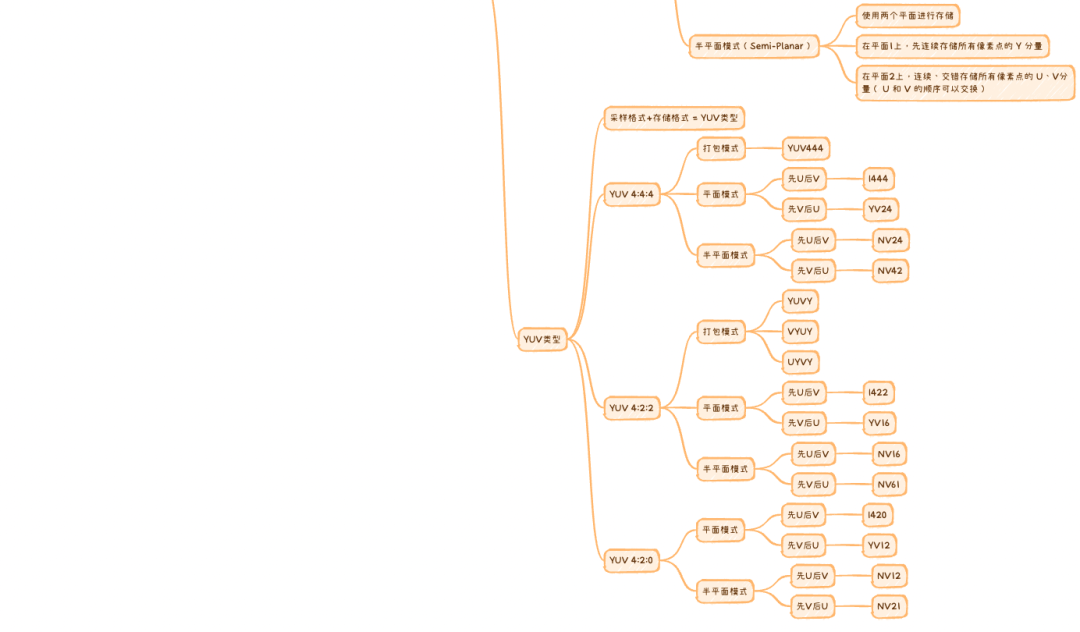 使用两个平面进行存储
半平面模式（Semi-Planar）
在平面1上，先连续存储所有像素点的 Y 分量
在平面2上，连续、交错存储所有像素点的 U、V分
量（ U 和 V 的顺序可以交换）
采样格式+存储格式 = YUV类型
打包模式
YUV444
YUV 4:4:4
平面模式
先U后V
I444
先V后U
YV24
半平面模式
先U后V
NV24
先V后U
NV42
YUV类型
打包模式
YUVY
VYUY
UYVY
YUV 4:2:2
平面模式
先U后V
I422
先V后U
YV16
半平面模式
先U后V
NV16
先V后U
NV61
YUV 4:2:0
平面模式
先U后V
I420
先V后U
YV12
半平面模式
先U后V
NV12
先V后U
NV21